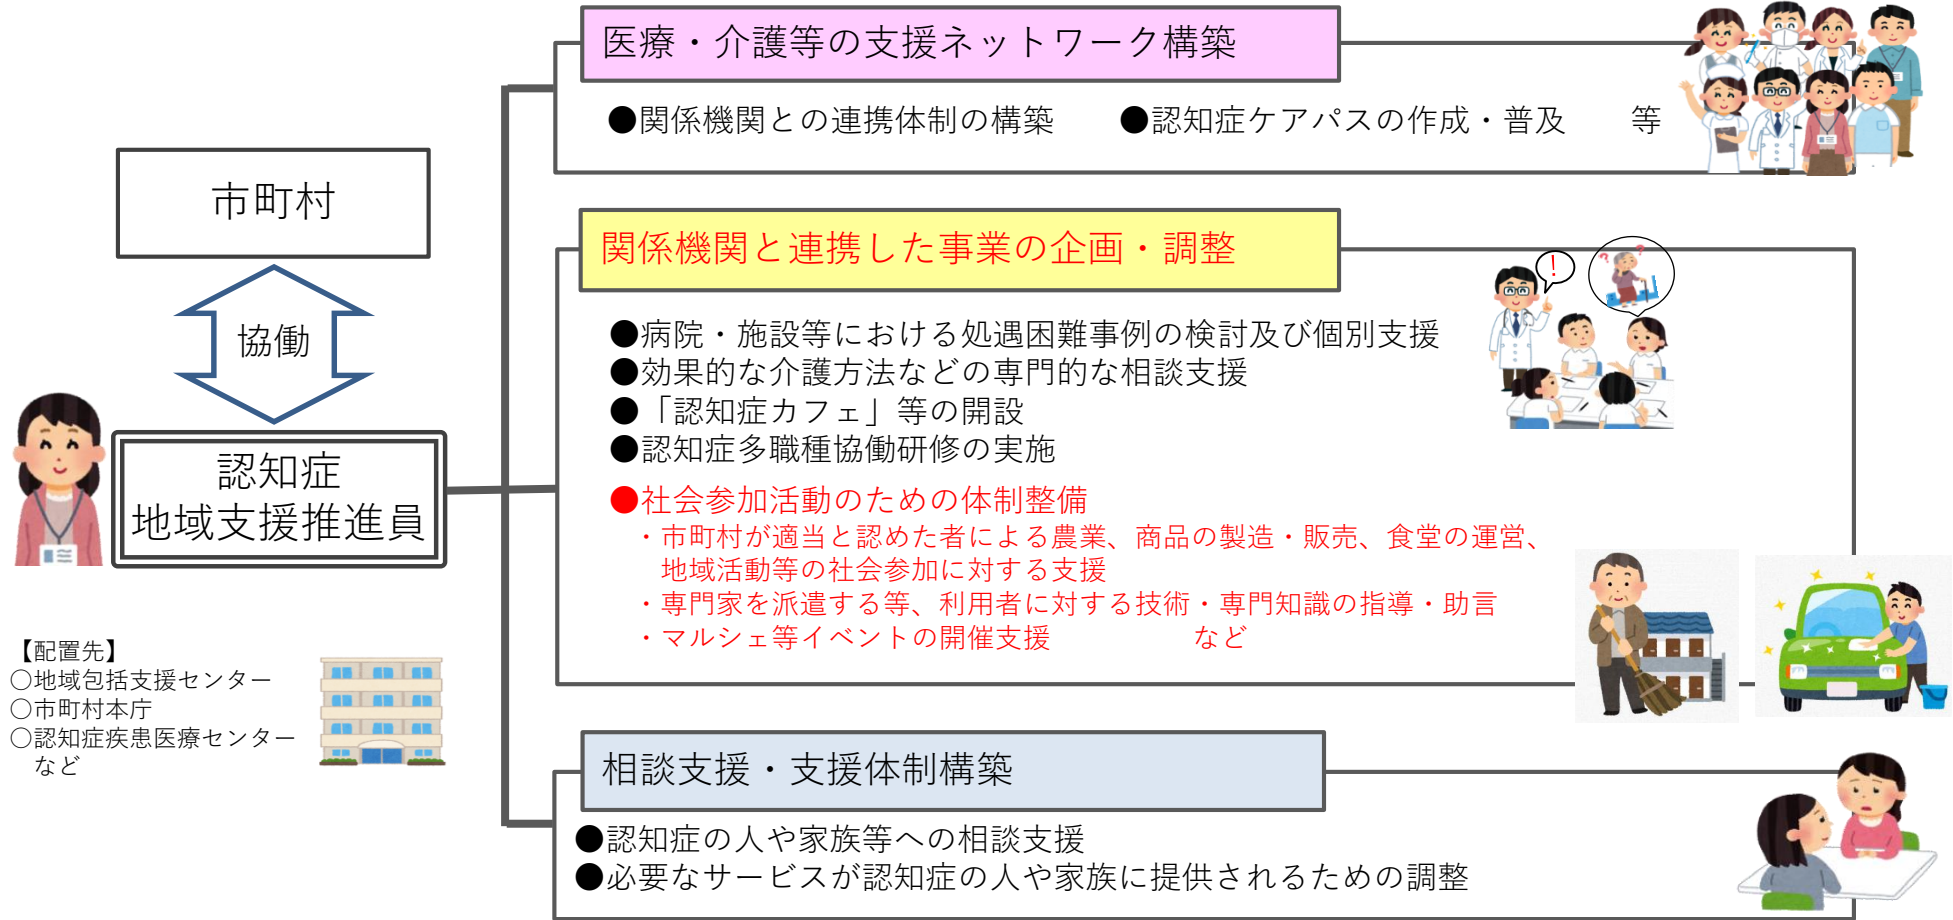 医療・介護等の支援ネットワーク構築
●関係機関との連携体制の構築　●認知症ケアパスの作成・普及　等
市町村
協働
認知症
地域支援推進員
【配置先】
○地域包括支援センター
○市町村本庁
○認知症疾患医療センター
など
関係機関と連携した事業の企画・調整
!
? ?
●病院・施設等における処遇困難事例の検討及び個別支援
●効果的な介護方法などの専門的な相談支援
●「認知症カフェ」等の開設
●認知症多職種協働研修の実施
●社会参加活動のための体制整備
・市町村が適当と認めた者による農業、商品の製造・販売、食堂の運営、
地域活動等の社会参加に対する支援
・専門家を派遣する等、利用者に対する技術・専門知識の指導・助言
・マルシェ等イベントの開催支援　など
相談支援・支援体制構築
●認知症の人や家族等への相談支援
●必要なサービスが認知症の人や家族に提供されるための調整